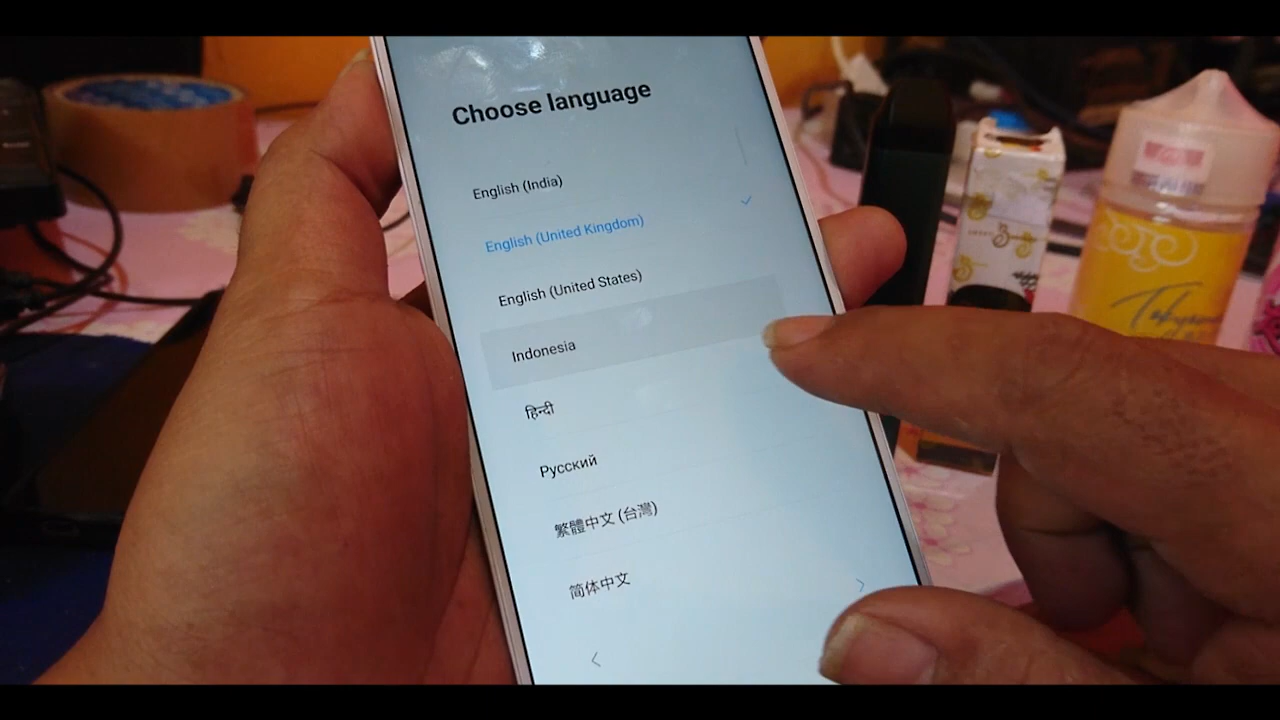 Choose language
English (India)
English (United Kingdom)
English (United States)
Indonesia
हिन्दी
Русский
繁體中文 (台灣)
简体中文